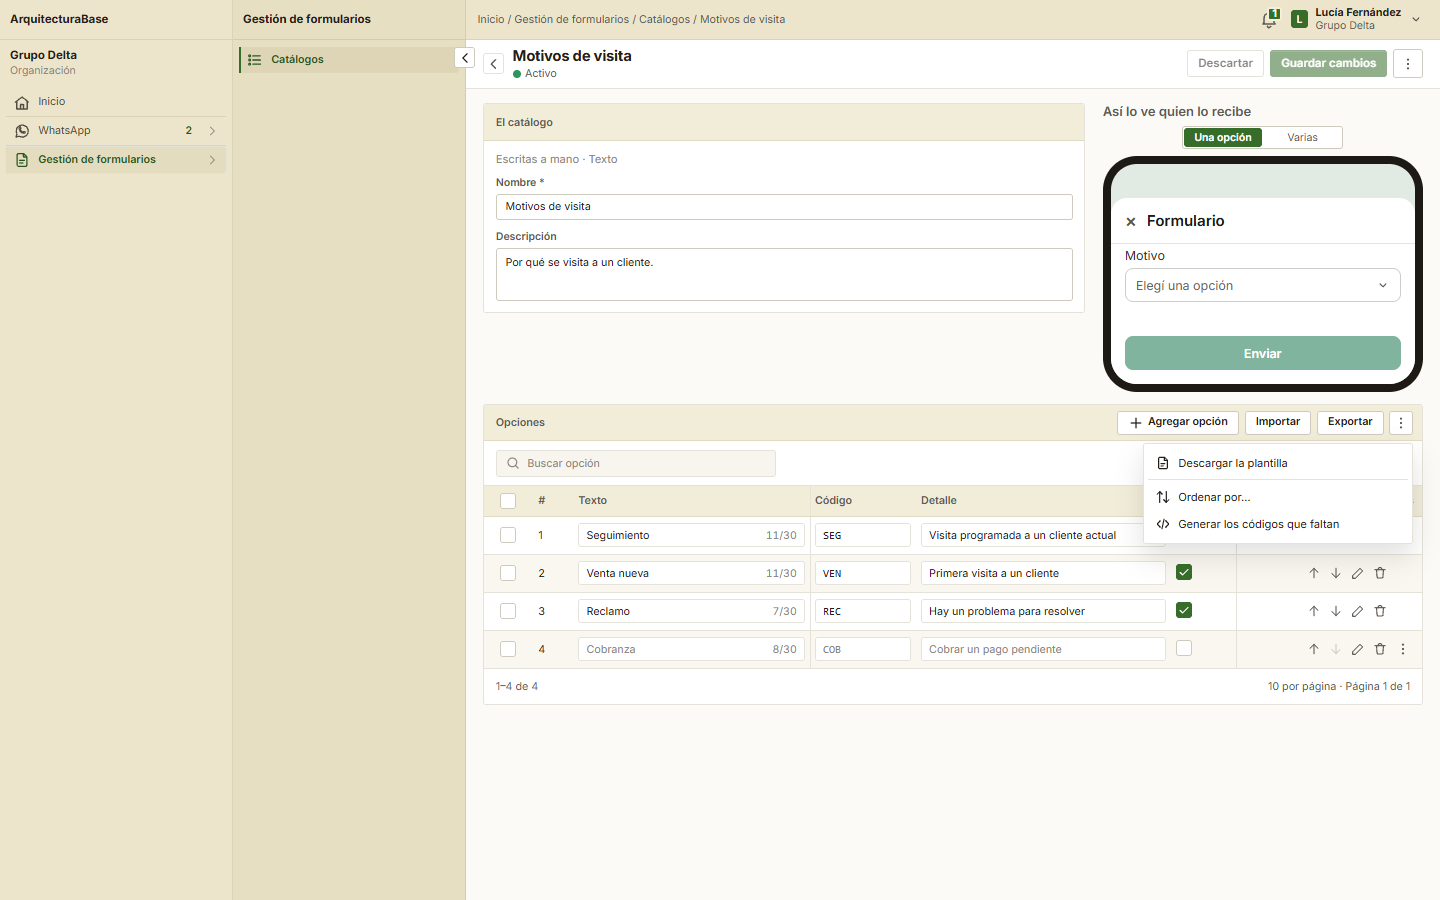 ArquitecturaBase
Gestión de formularios
Inicio / Gestión de formularios / Catálogos / Motivos de visita
1
L
Lucía Fernández
Grupo Delta
Grupo Delta
Organización
Inicio
WhatsApp 2
Gestión de formularios
Catálogos
Motivos de visita
Activo
Descartar
Guardar cambios
El catálogo
Escritas a mano · Texto
Nombre *
Motivos de visita
Descripción
Por qué se visita a un cliente.
Así lo ve quien lo recibe
Una opción
Varias
Formulario
Motivo
Elegí una opción
Enviar
Opciones
Agregar opción
Importar
Exportar
Buscar opción
Descargar la plantilla
Ordenar por...
Generar los códigos que faltan
# Texto Código Detalle
1 Seguimiento 11/30 SEG Visita programada a un cliente actual
2 Venta nueva 11/30 VEN Primera visita a un cliente
3 Reclamo 7/30 REC Hay un problema para resolver
4 Cobranza 8/30 COB Cobrar un pago pendiente
1–4 de 4
10 por página · Página 1 de 1